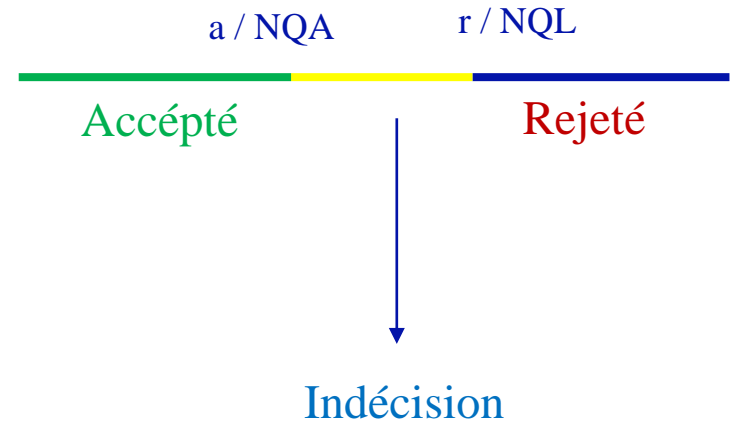 a / NQA
r / NQL
Accépté
Rejeté
Indécision